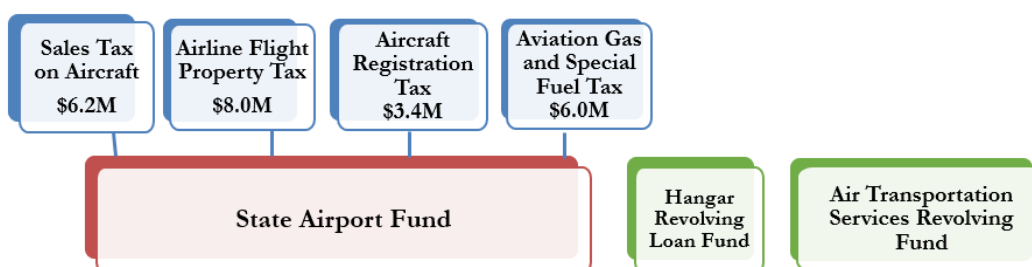 Sales Tax
on Aircraft
$6.2M
Airline Flight
Property Tax
$8.0M
Aircraft
Registration
Tax
$3.4M
Aviation Gas
and Special
Fuel Tax
$6.0M
State Airport Fund
Hangar
Revolving
Loan Fund
Air Transportation
Services Revolving
Fund